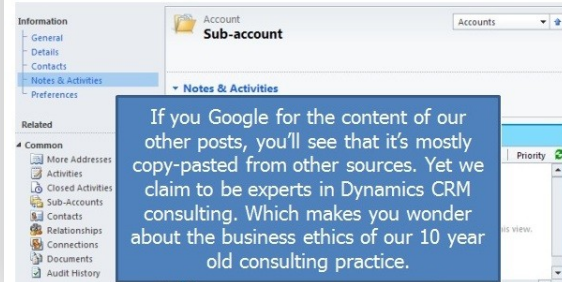 Information
General
Details
Contacts
Notes & Activities
Preferences
Related
Common
More Addresses
Activities
Closed Activities
Sub-Accounts
Contacts
Relationships
Connections
Documents
Audit History
Account
Sub-account
Accounts
Notes & Activities
Priority
is view.
If you Google for the content of our
other posts, you’ll see that it’s mostly
copy-pasted from other sources. Yet we
claim to be experts in Dynamics CRM
consulting. Which makes you wonder
about the business ethics of our 10 year
old consulting practice.